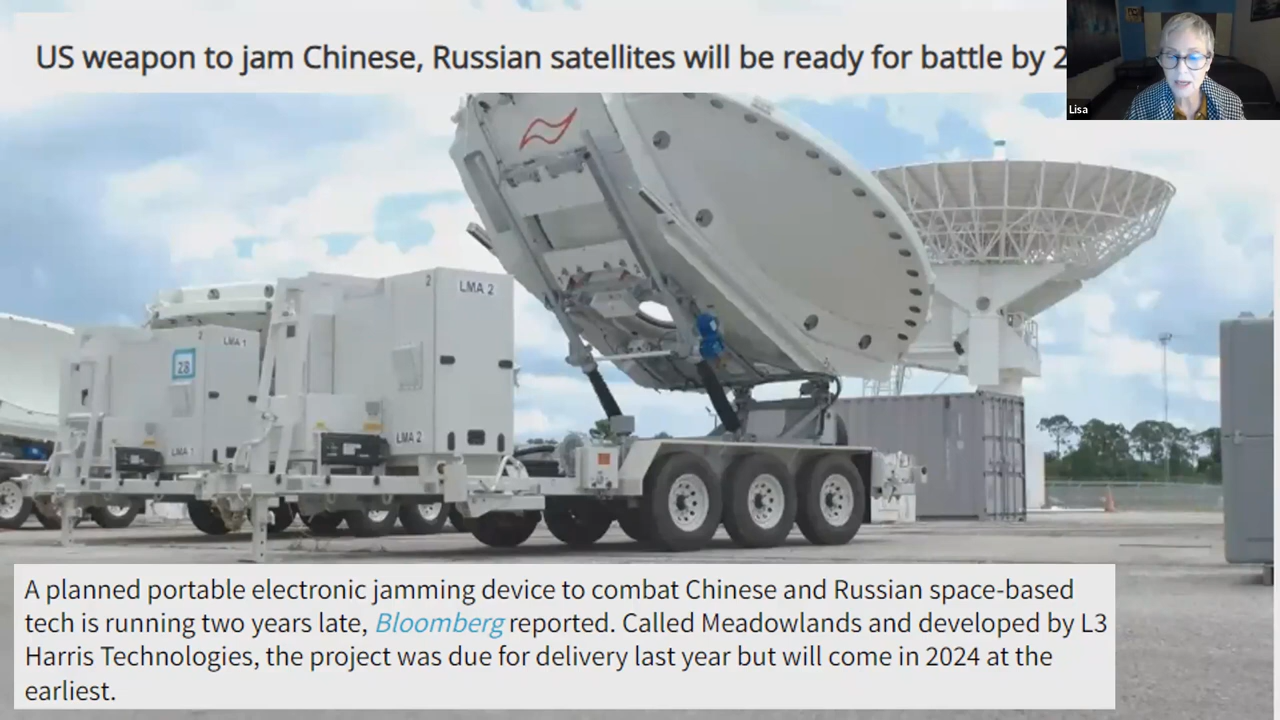 US weapon to jam Chinese, Russian satellites will be ready for battle by 2
Lisa
2
LMA 2
2
LMA 1
28
LMA 2
LMA 1
A planned portable electronic jamming device to combat Chinese and Russian space-based
tech is running two years late, Bloomberg reported. Called Meadowlands and developed by L3
Harris Technologies, the project was due for delivery last year but will come in 2024 at the
earliest.